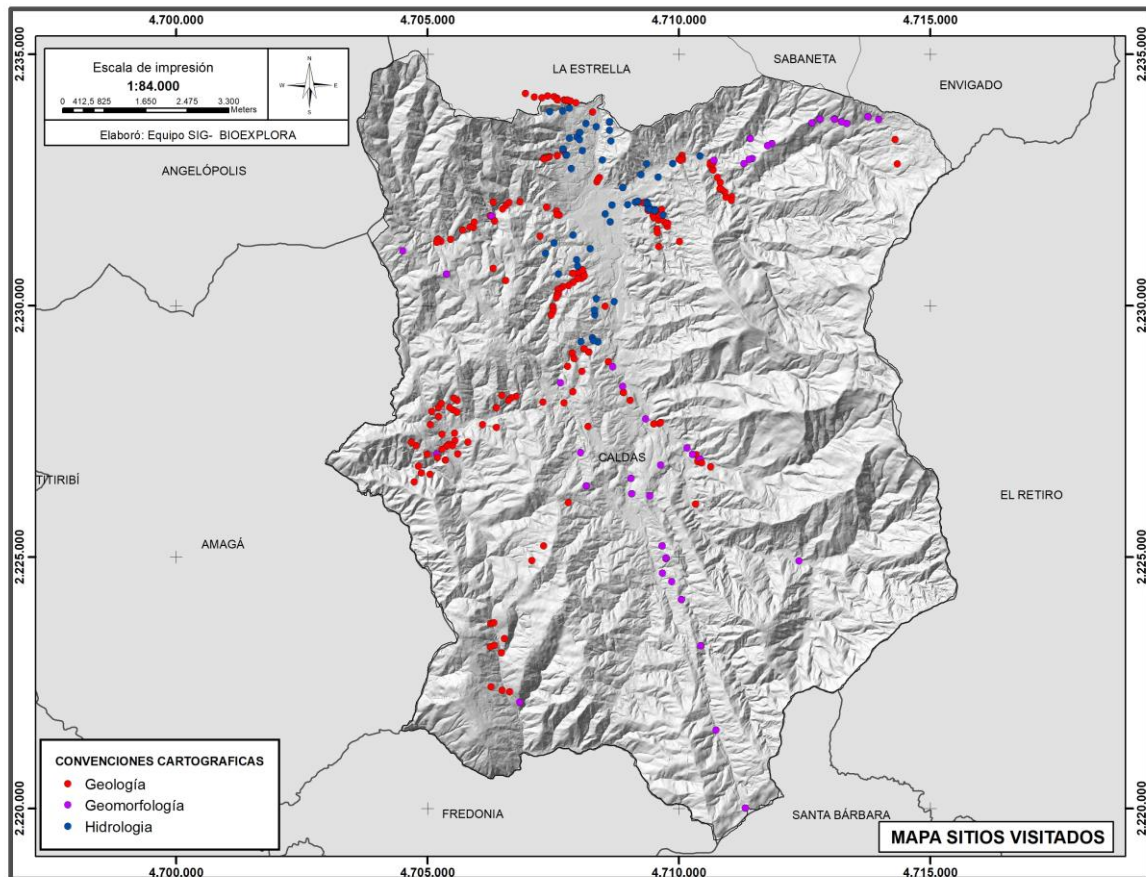 4.700.000
4.705.000
4.710.000
4.715.000
2.235.000
2.235.000
Escala de impresión
1:84.000
0 412,5 825 1.650 2.475 3.300
Meters
N
W E
S
Elaboró: Equipo SIG- BIOEXPLORA
LA ESTRELLA
SABANETA
ENVIGADO
ANGELÓPOLIS
2.230.000
2.230.000
TITIRIBÍ
CALDAS
EL RETIRO
AMAGÁ
2.225.000
2.225.000
CONVENCIONES CARTOGRAFICAS
Geología
Geomorfología
Hidrologia
2.220.000
2.220.000
FREDONIA
SANTA BÁRBARA
MAPA SITIOS VISITADOS
4.700.000
4.705.000
4.710.000
4.715.000